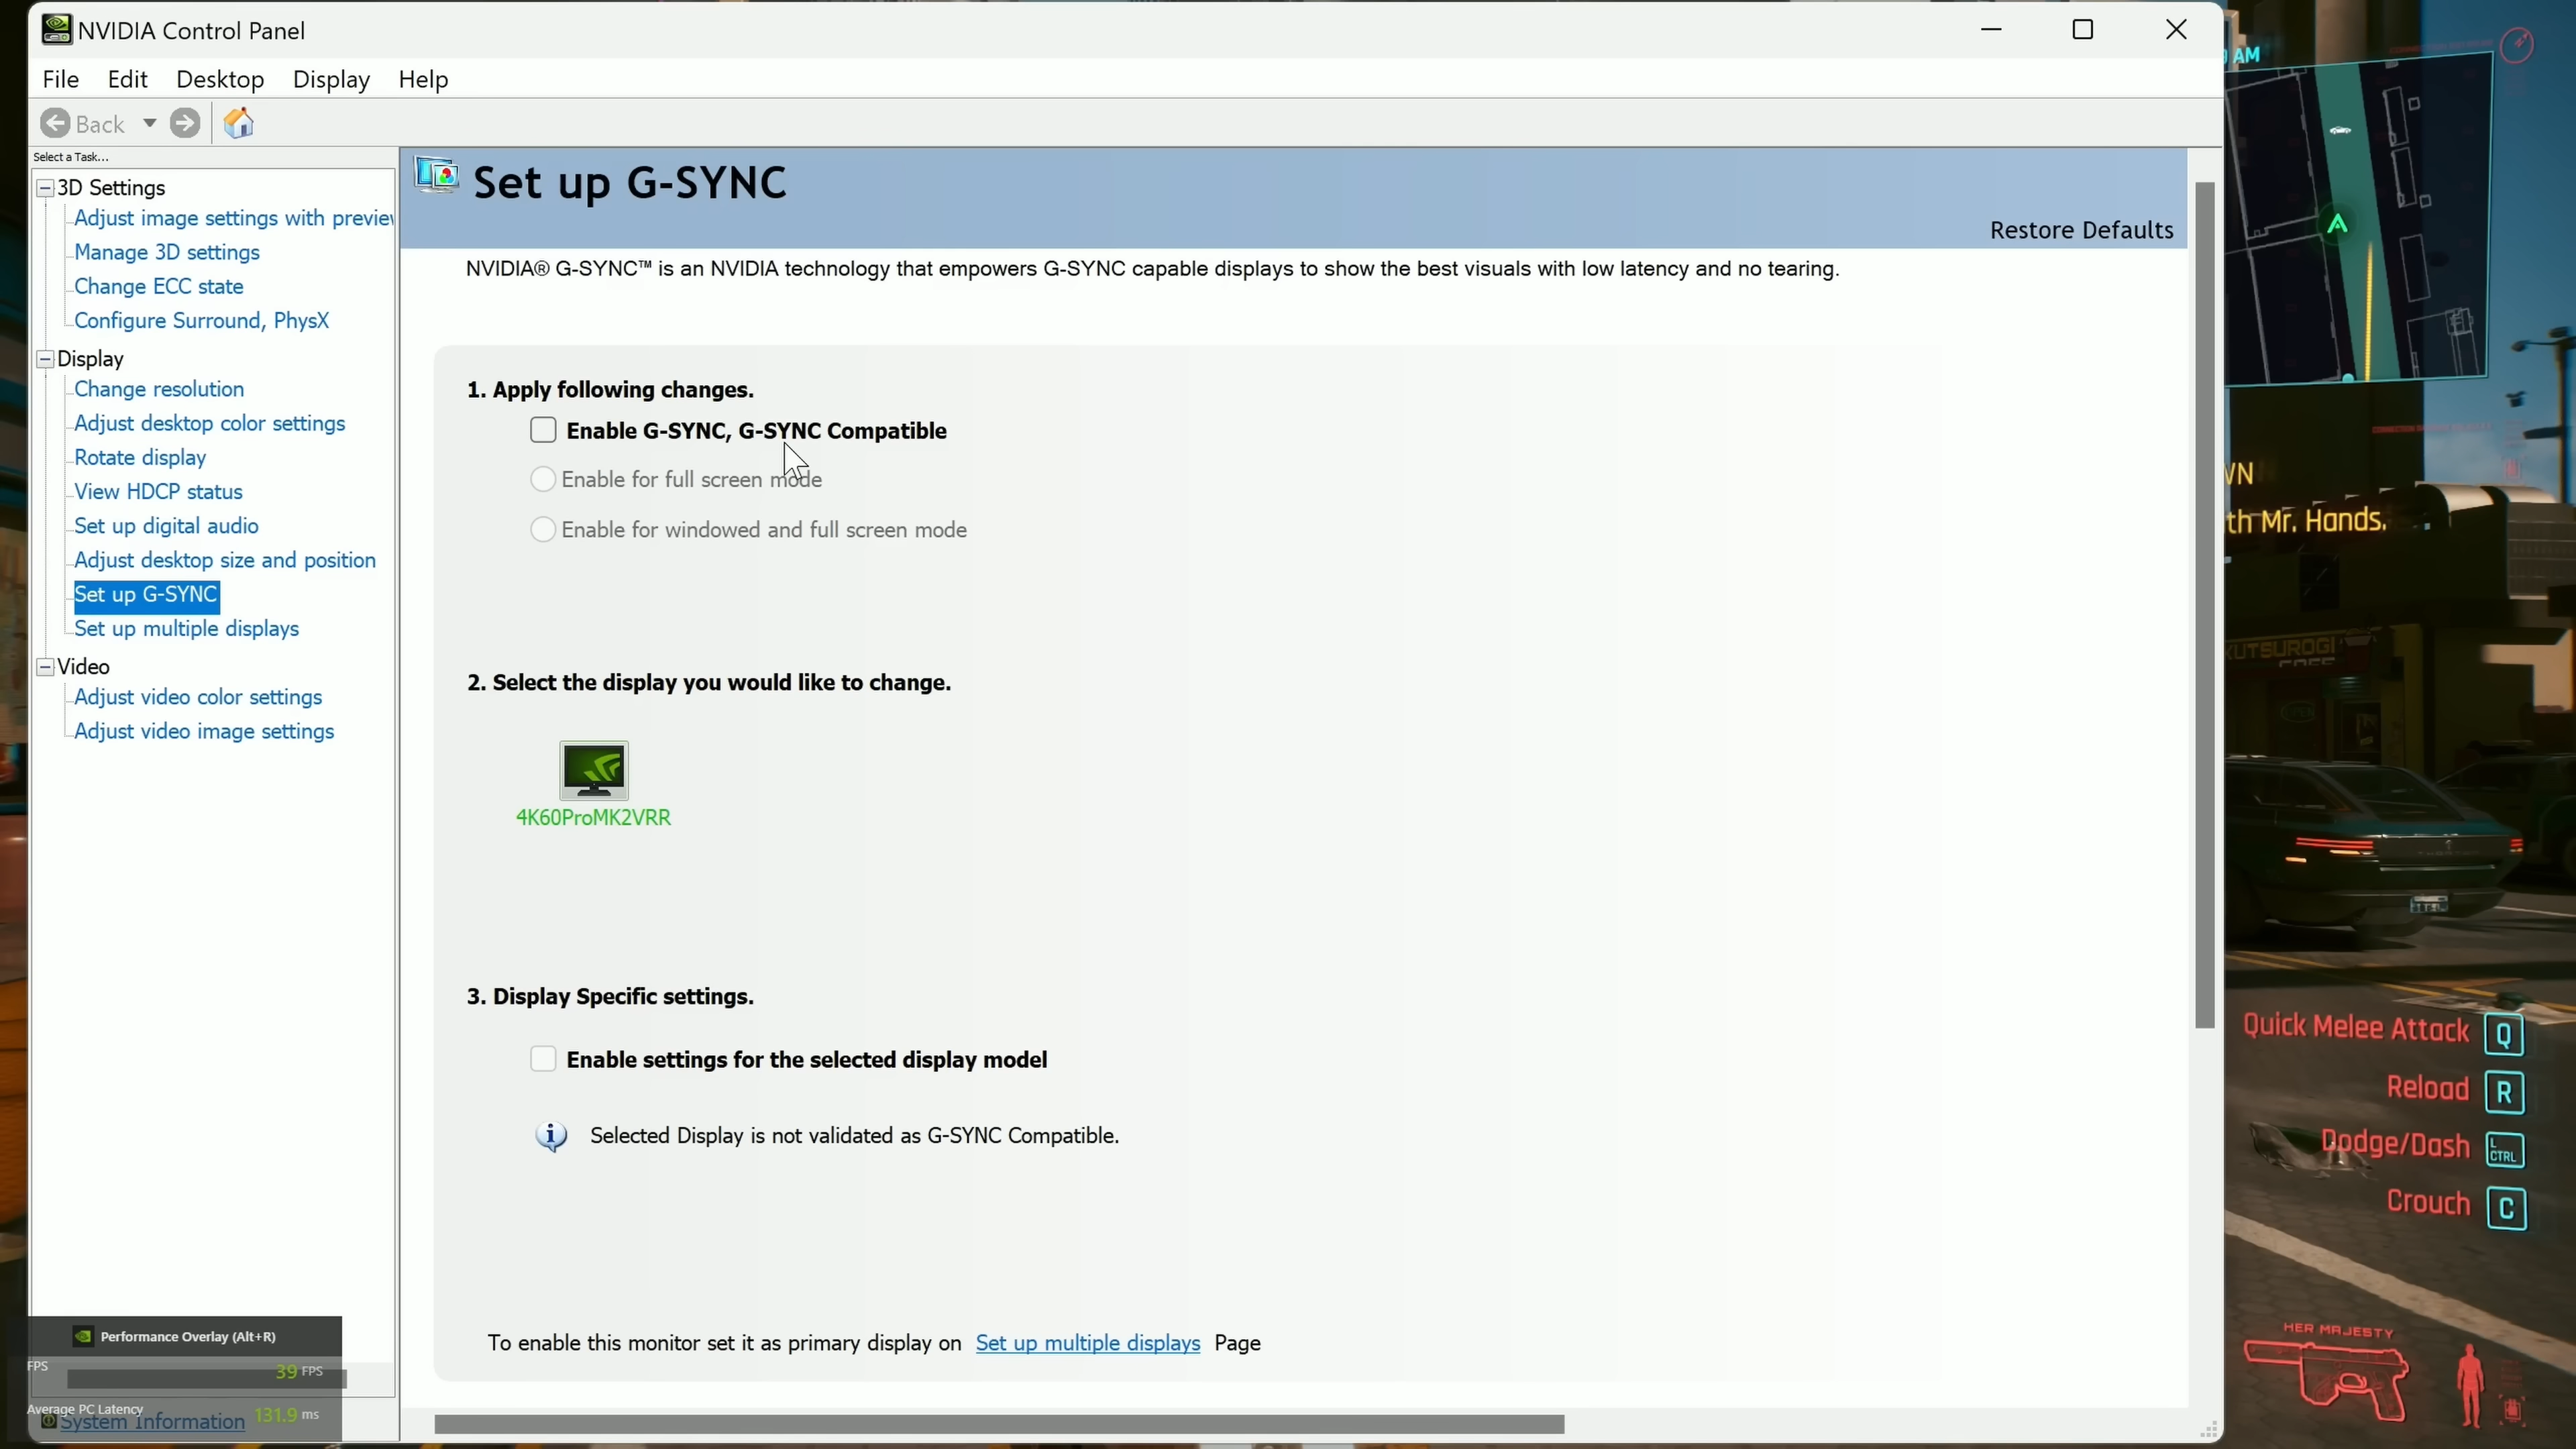 NVIDIA Control Panel
File Edit Desktop Display Help
Back
Select a Task...
3D Settings
Adjust image settings with preview
Manage 3D settings
Change ECC state
Configure Surround, PhysX
Display
Change resolution
Adjust desktop color settings
Rotate display
View HDCP status
Set up digital audio
Adjust desktop size and position
Set up G-SYNC
Set up multiple displays
Video
Adjust video color settings
Adjust video image settings
Performance Overlay (Alt+R)
FPS 39 FPS
Average PC Latency 131.9 ms
System Information
Set up G-SYNC
Restore Defaults
NVIDIA® G-SYNC™ is an NVIDIA technology that empowers G-SYNC capable displays to show the best visuals with low latency and no tearing.
1. Apply following changes.
Enable G-SYNC, G-SYNC Compatible
Enable for full screen mode
Enable for windowed and full screen mode
2. Select the display you would like to change.
4K60ProMK2VRR
3. Display Specific settings.
Enable settings for the selected display model
Selected Display is not validated as G-SYNC Compatible.
To enable this monitor set it as primary display on Set up multiple displays Page
AM
WN
th Mr. Hands.
KUTSUROGI
OPEN
Quick Melee Attack Q
Reload R
Dodge/Dash L CTRL
Crouch C
HER MAJESTY